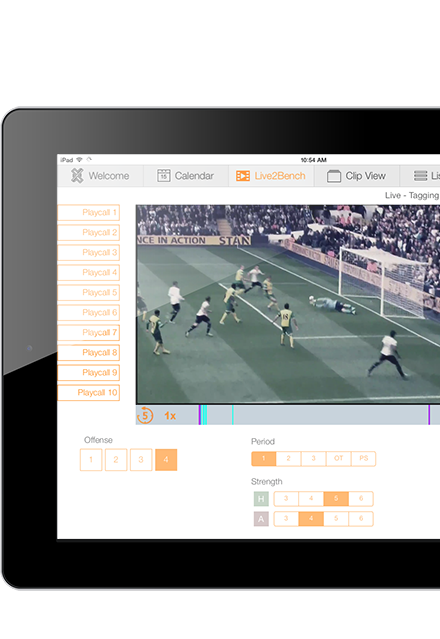 iPad 10:54 AM
Welcome 15 Calendar Live2Bench Clip View
Live - Tagging
Playcall 1
Playcall 2
Playcall 3
Playcall 4
Playcall 5
Playcall 6
Playcall 7
Playcall 8
Playcall 9
Playcall 10
NCE IN ACTION STAN
18
5 1x
Offense
1 2 3 4
Period
1 2 3 OT PS
Strength
H 3 4 5 6
A 3 4 5 6